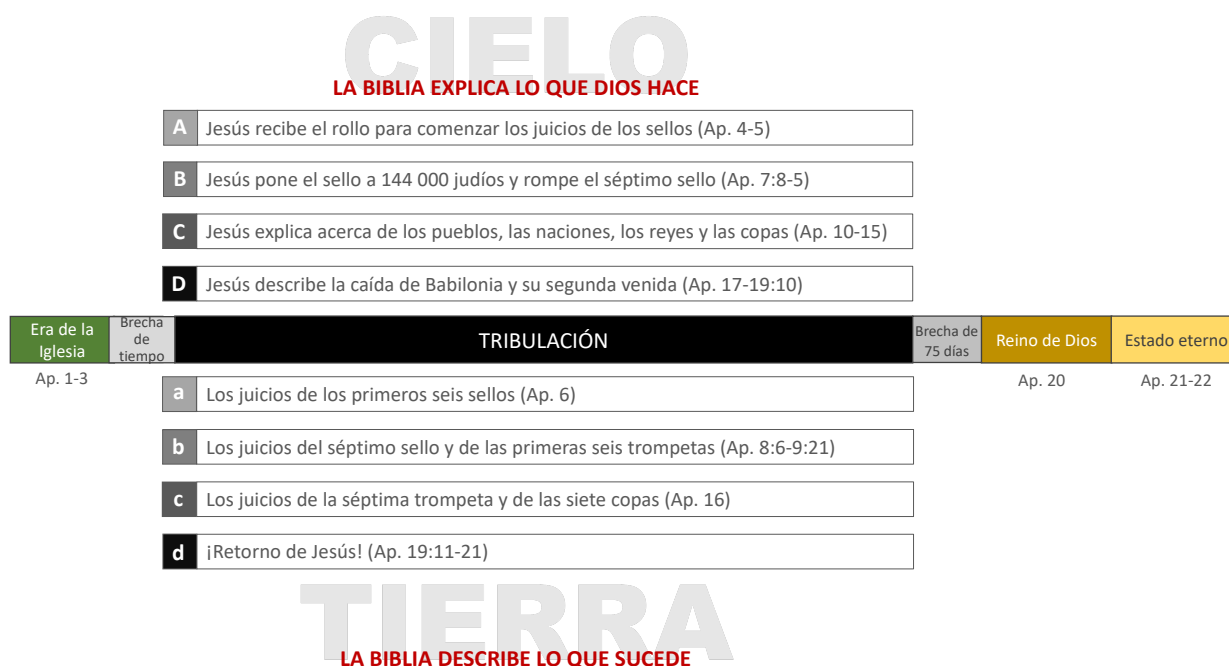 CIELO
LA BIBLIA EXPLICA LO QUE DIOS HACE
A Jesús recibe el rollo para comenzar los juicios de los sellos (Ap. 4-5)
B Jesús pone el sello a 144 000 judíos y rompe el séptimo sello (Ap. 7:8-5)
C Jesús explica acerca de los pueblos, las naciones, los reyes y las copas (Ap. 10-15)
D Jesús describe la caída de Babilonia y su segunda venida (Ap. 17-19:10)
Era de la
Iglesia
Brecha
de
tiempo
TRIBULACIÓN
Brecha de
75 días
Reino de Dios
Estado eterno
Ap. 1-3
Ap. 20
Ap. 21-22
a Los juicios de los primeros seis sellos (Ap. 6)
b Los juicios del séptimo sello y de las primeras seis trompetas (Ap. 8:6-9:21)
c Los juicios de la séptima trompeta y de las siete copas (Ap. 16)
d ¡Retorno de Jesús! (Ap. 19:11-21)
TIERRA
LA BIBLIA DESCRIBE LO QUE SUCEDE